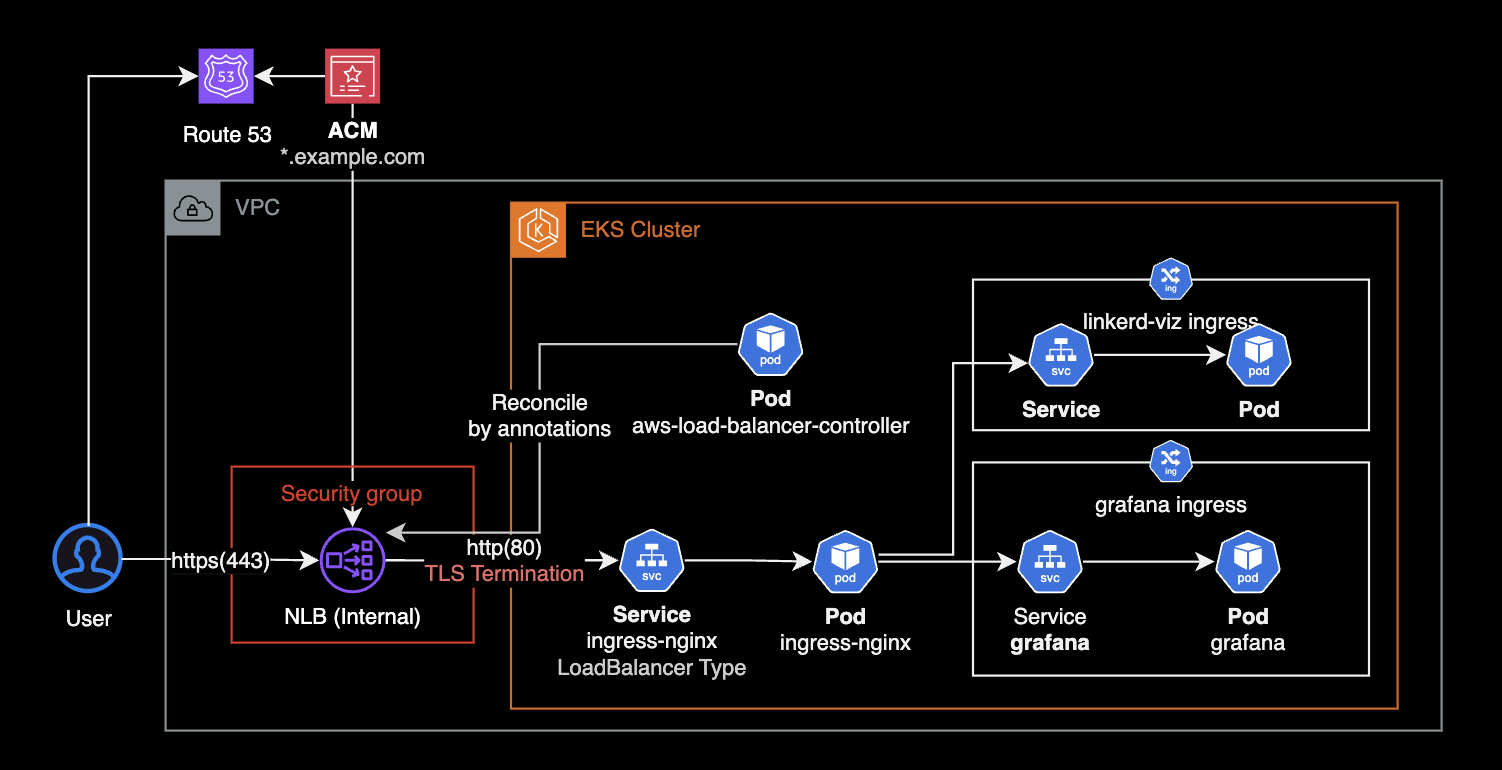 53
Route 53
ACM
*.example.com
VPC
K
EKS Cluster
ing
linkerd-viz ingress
svc
pod
Service
Pod
pod
Pod
aws-load-balancer-controller
Reconcile
by annotations
ing
grafana ingress
Security group
https(443)
http(80)
TLS Termination
User
NLB (Internal)
svc
Service
ingress-nginx
LoadBalancer Type
pod
Pod
ingress-nginx
svc
Service
grafana
pod
Pod
grafana